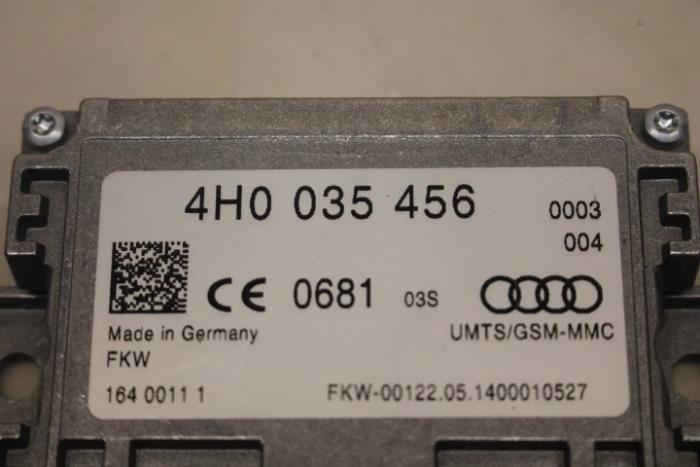 4H0 035 456 0003
004
CE 0681 03S
Made in Germany UMTS/GSM-MMC
FKW
164 0011 1 FKW-00122.05.1400010527